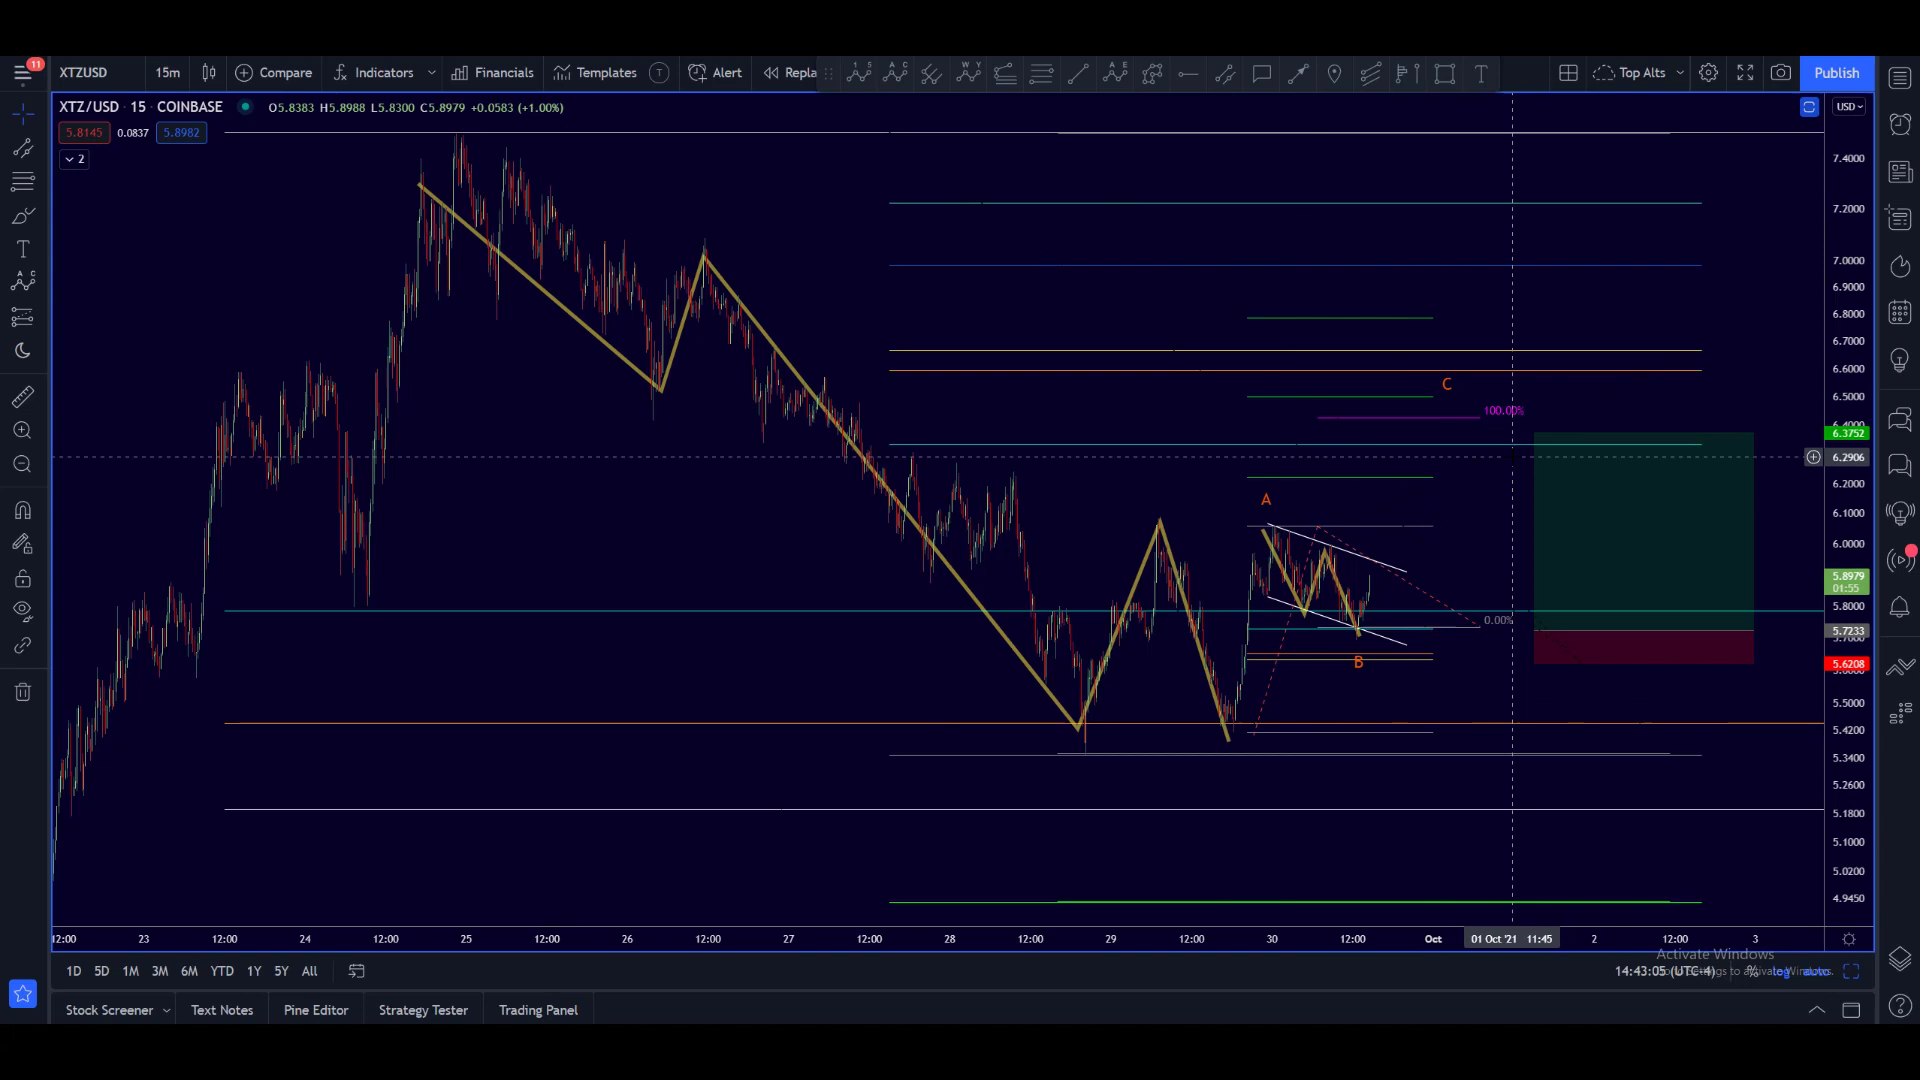 11
XTZUSD 15m Compare Indicators Financials Templates T Alert Repla Top Alts Publish
XTZ/USD · 15 · COINBASE O5.8383 H5.8988 L5.8300 C5.8979 +0.0583 (+1.00%)
USD
5.8145 0.0837 5.8982
2
7.4000
7.2000
7.0000
6.9000
6.8000
6.7000
6.6000
C
6.5000
100.00%
6.3752
6.2906
6.2000
A
6.1000
6.0000
5.8979
01:55
5.8000
0.00%
5.7233
B
5.6208
5.5000
5.4200
5.3400
5.2600
5.1800
5.1000
5.0200
4.9450
12:00 23 12:00 24 12:00 25 12:00 26 12:00 27 12:00 28 12:00 29 12:00 30 12:00 Oct 01 Oct '21 11:45 2 12:00 3
Activate Windows
1D 5D 1M 3M 6M YTD 1Y 5Y All 14:43:05 (UTC-4) % log auto
Stock Screener Text Notes Pine Editor Strategy Tester Trading Panel